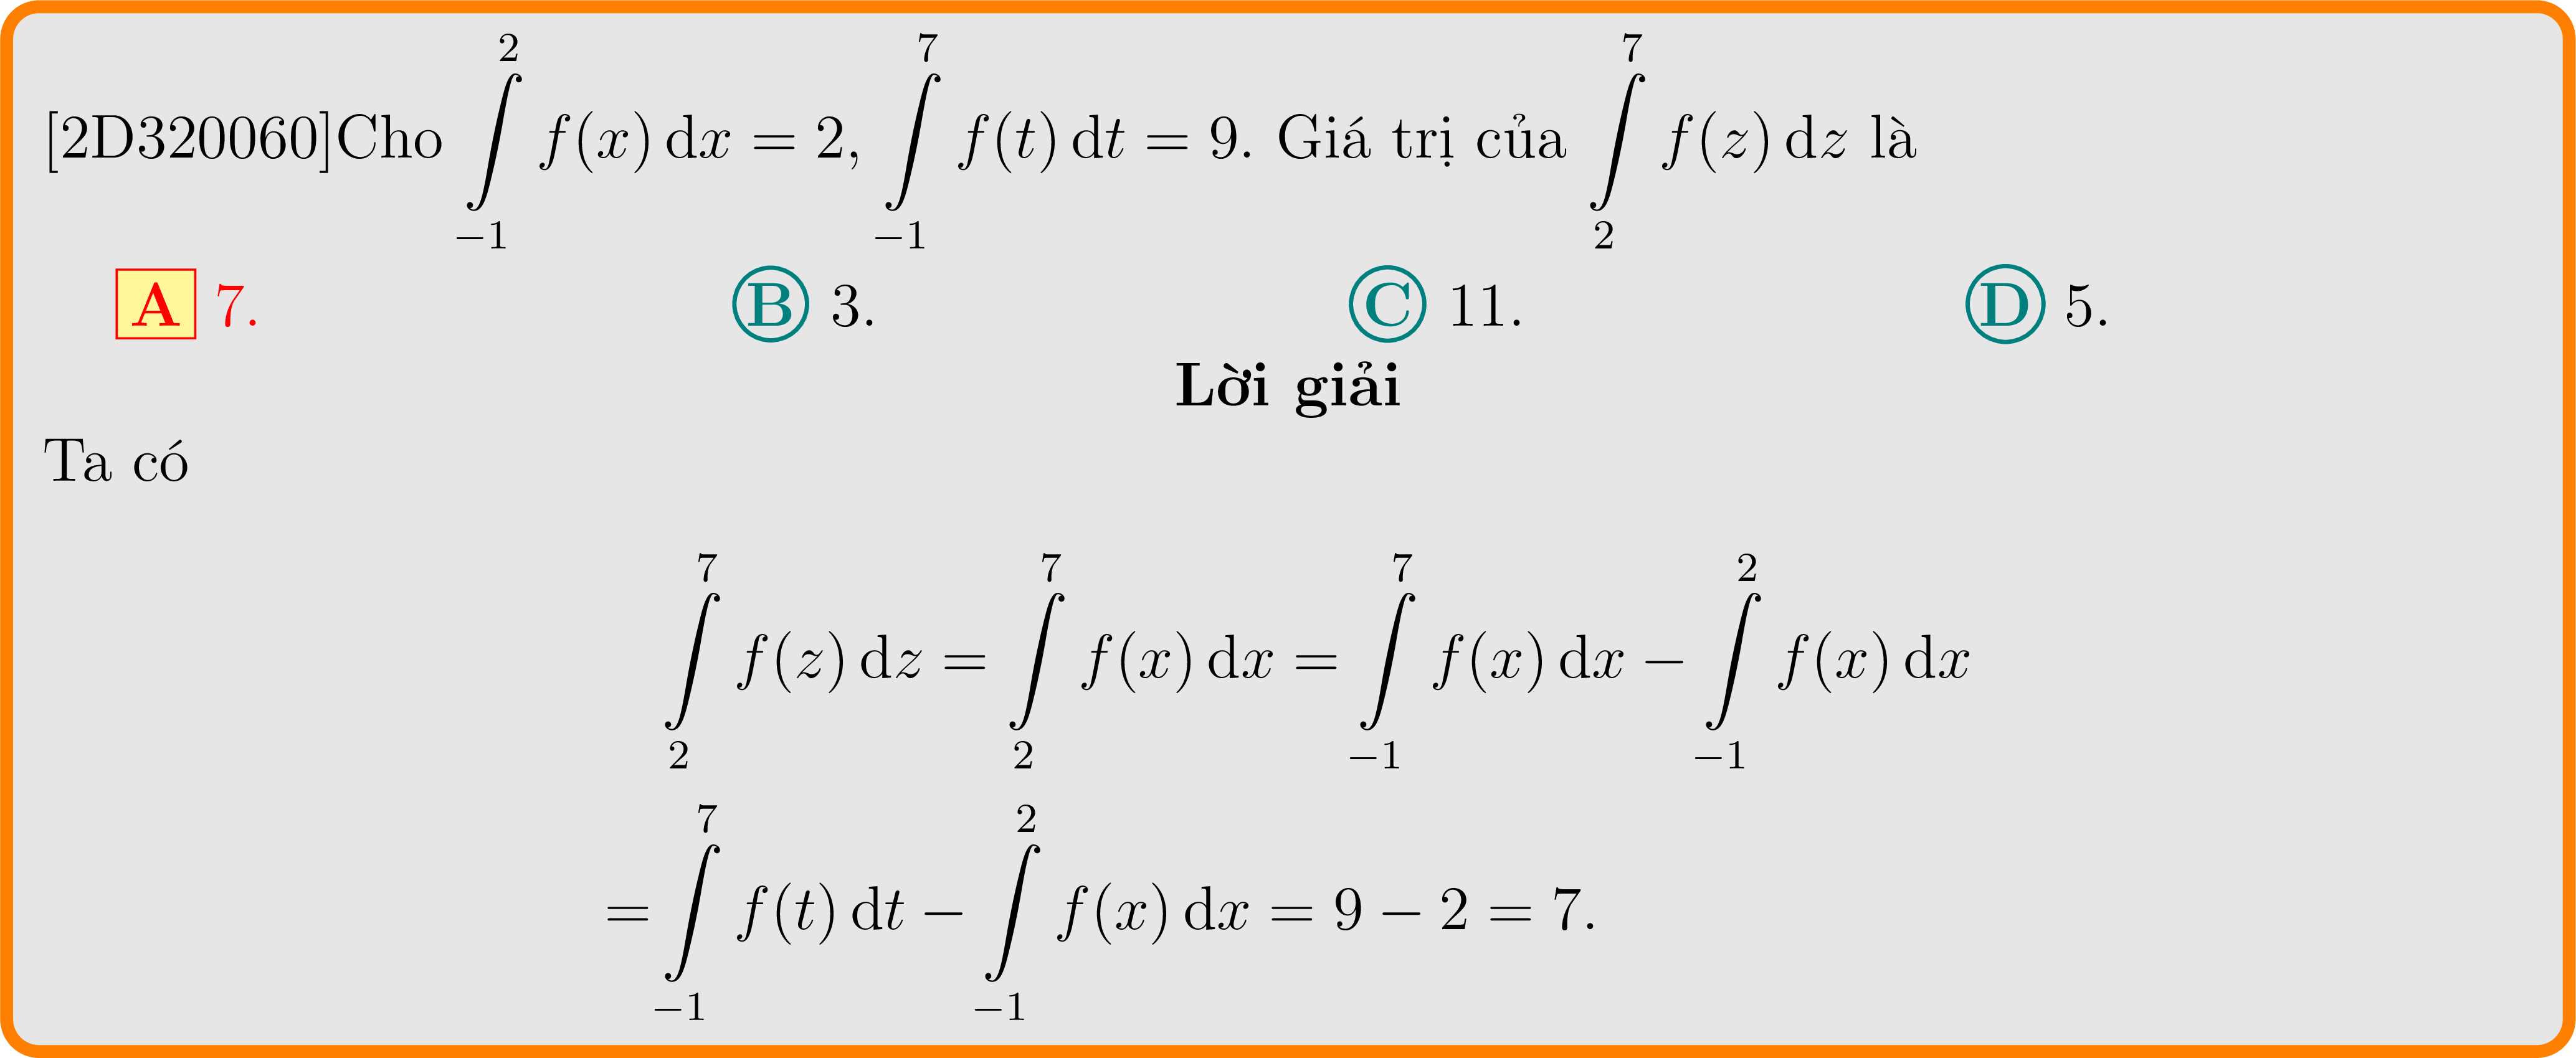 [2D320060]Cho $\int\limits_{-1}^{2} f(x)\,\mathrm{d}x = 2$, $\int\limits_{-1}^{7} f(t)\,\mathrm{d}t = 9$. Giá trị của $\int\limits_{2}^{7} f(z)\,\mathrm{d}z$ là
A 7. B 3. C 11. D 5.
Lời giải
Ta có
$\int\limits_{2}^{7} f(z)\,\mathrm{d}z = \int\limits_{2}^{7} f(x)\,\mathrm{d}x = \int\limits_{-1}^{7} f(x)\,\mathrm{d}x - \int\limits_{-1}^{2} f(x)\,\mathrm{d}x$
$= \int\limits_{-1}^{7} f(t)\,\mathrm{d}t - \int\limits_{-1}^{2} f(x)\,\mathrm{d}x = 9 - 2 = 7.$